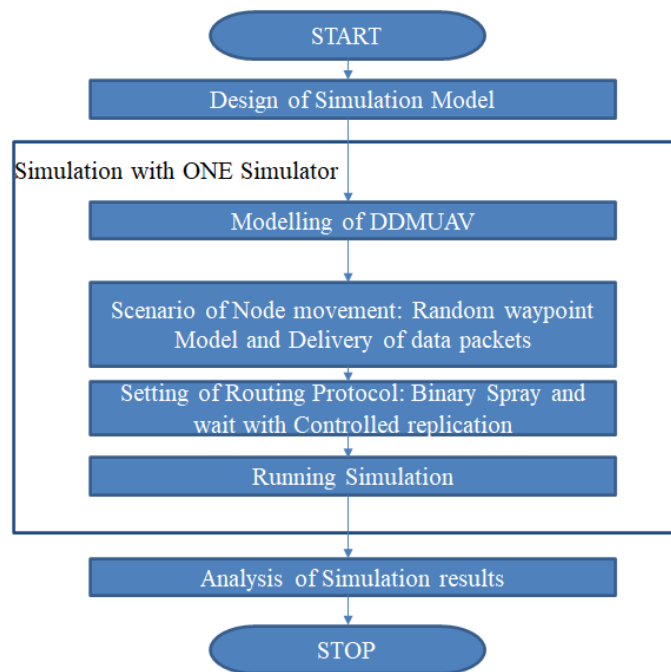 START
Design of Simulation Model
Simulation with ONE Simulator
Modelling of DDMUAV
Scenario of Node movement: Random waypoint
Model and Delivery of data packets
Setting of Routing Protocol: Binary Spray and
wait with Controlled replication
Running Simulation
Analysis of Simulation results
STOP